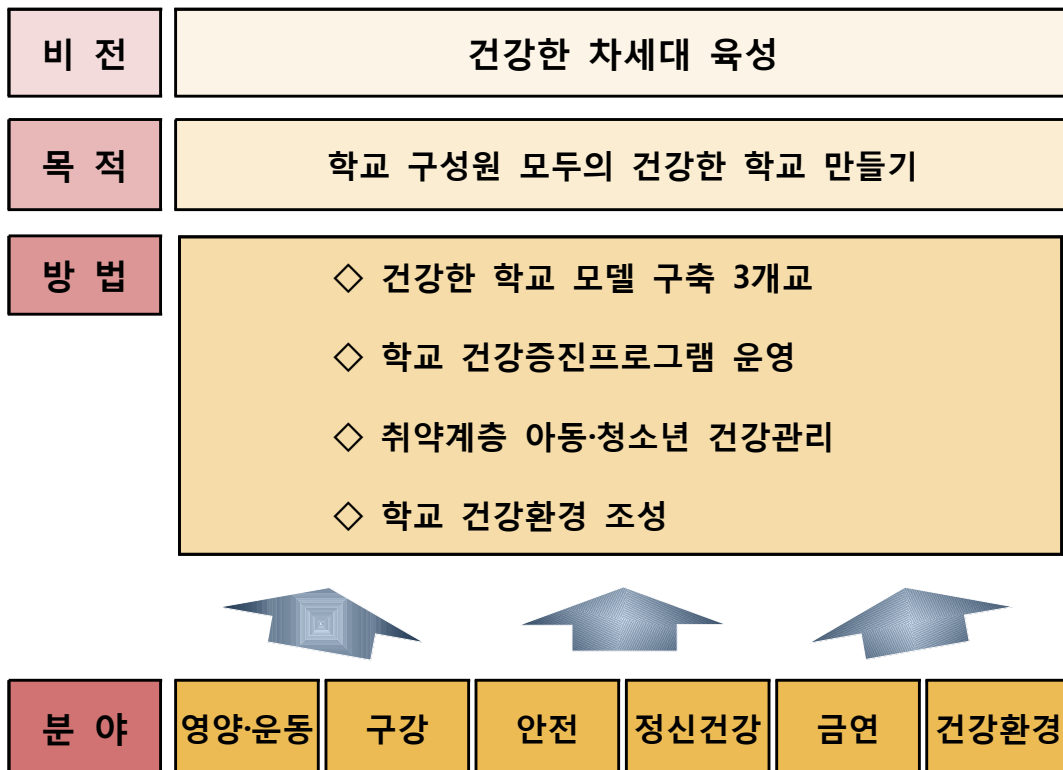 비 전
건강한 차세대 육성
목 적
학교 구성원 모두의 건강한 학교 만들기
방 법
◇ 건강한 학교 모델 구축 3개교
◇ 학교 건강증진프로그램 운영
◇ 취약계층 아동·청소년 건강관리
◇ 학교 건강환경 조성
분 야
영양·운동
구강
안전
정신건강
금연
건강환경